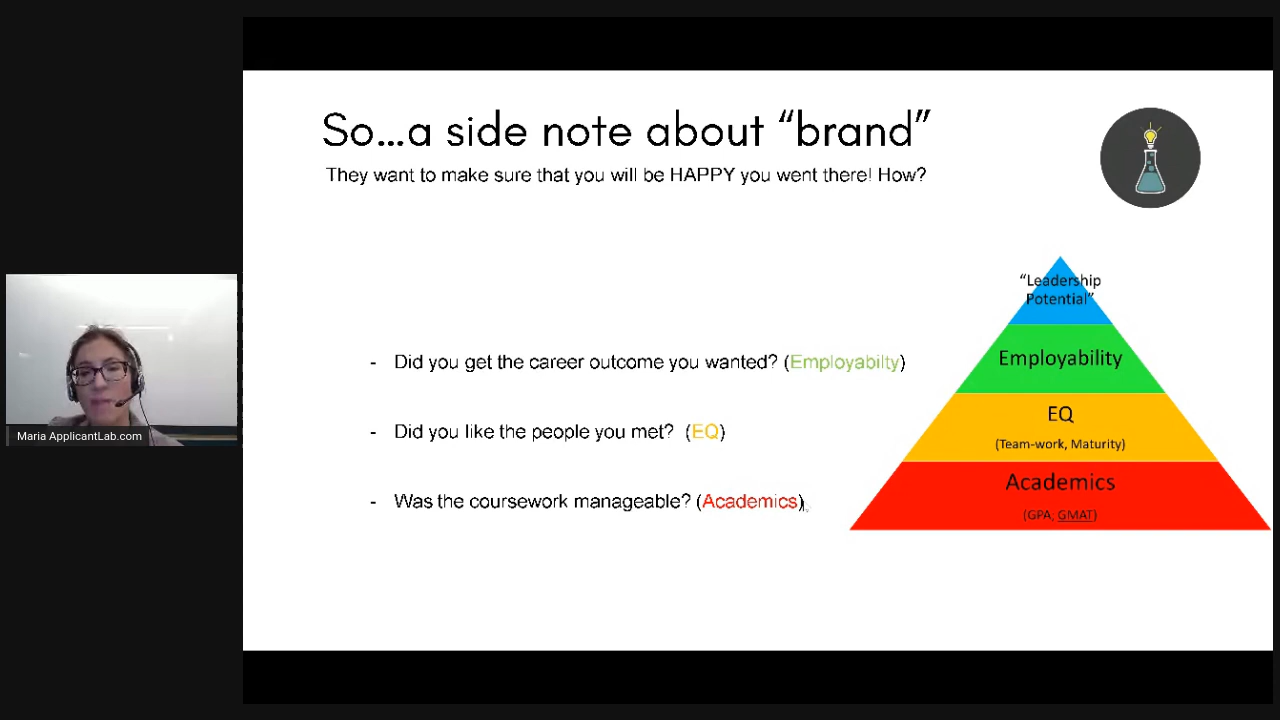 So...a side note about “brand”
They want to make sure that you will be HAPPY you went there! How?
- Did you get the career outcome you wanted? (Employabilty)
- Did you like the people you met? (EQ)
- Was the coursework manageable? (Academics)
“Leadership
Potential”
Employability
EQ
(Team-work, Maturity)
Academics
(GPA, GMAT)
Maria ApplicantLab.com